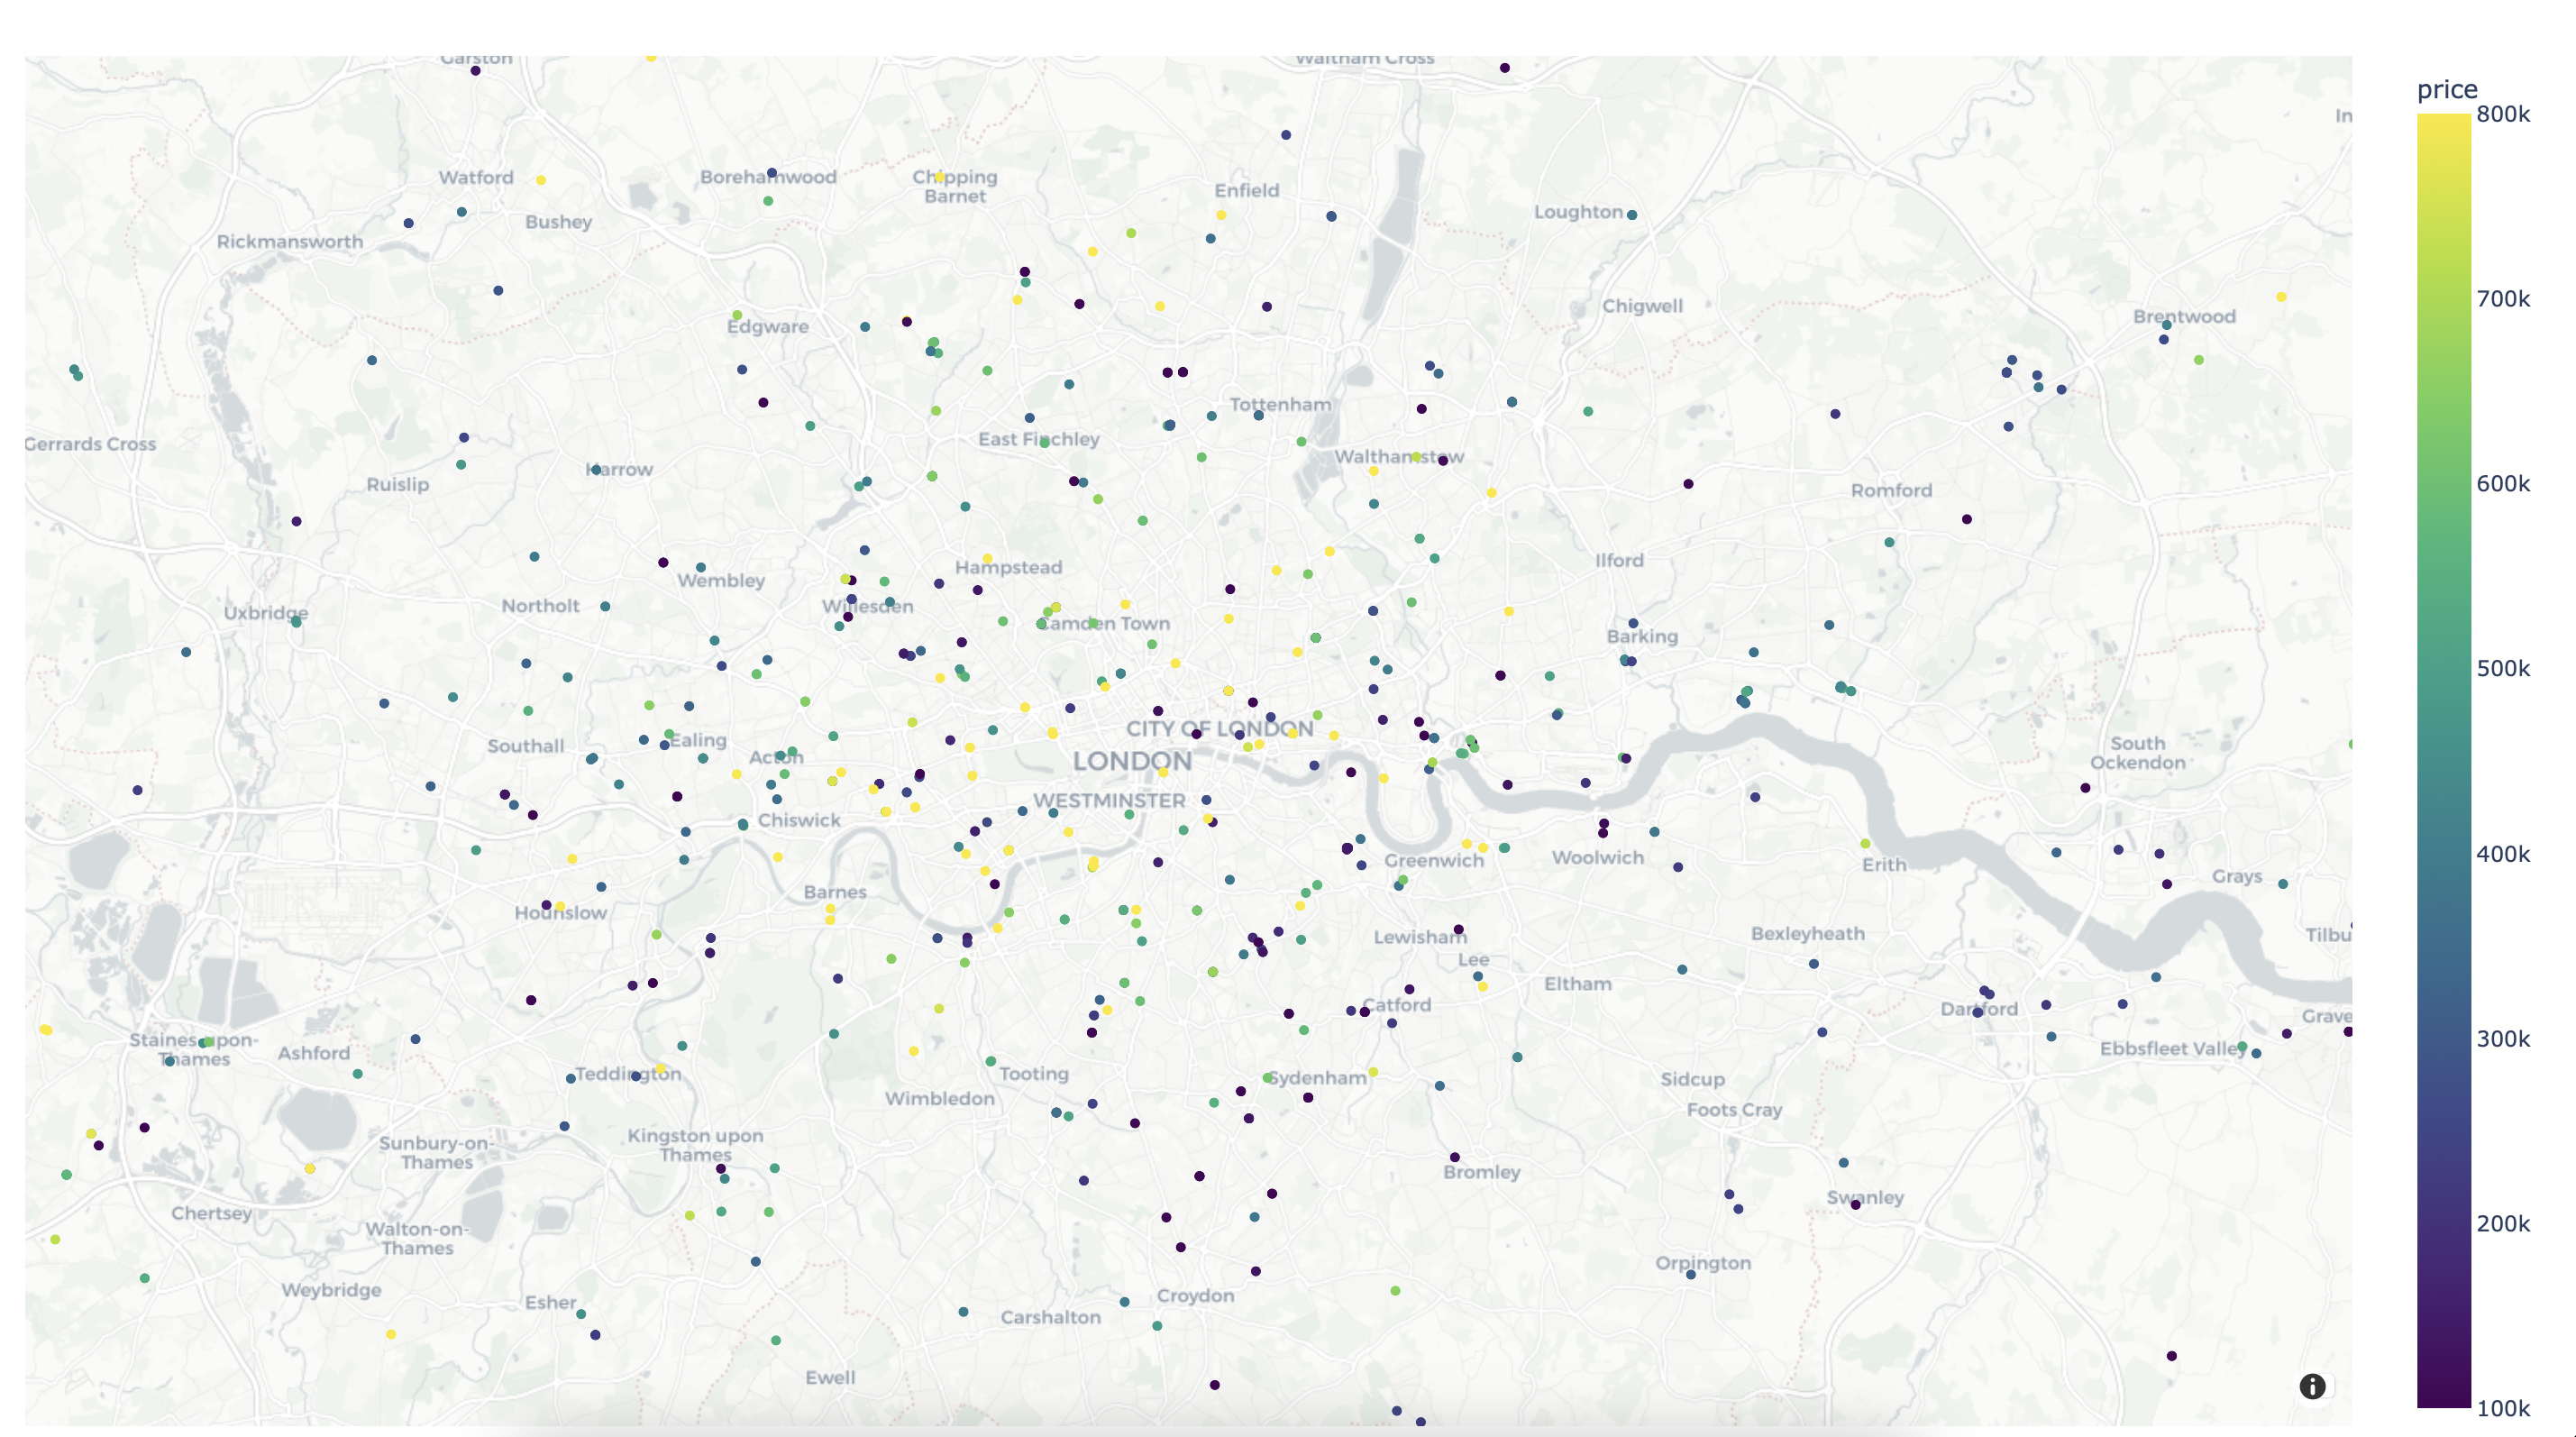 Garston
Waltham Cross
price
800k
In
Watford
Borehamwood
Chipping
Barnet
Enfield
Bushey
Loughton
Rickmansworth
700k
Chigwell
Brentwood
Edgware
Tottenham
East Finchley
Gerrards Cross
Walthamstow
Harrow
Ruislip
600k
Romford
Ilford
Hampstead
Wembley
Northolt
Willesden
Uxbridge
Camden Town
Barking
500k
CITY OF LONDON
Southall
Ealing
Acton
South
Ockendon
LONDON
WESTMINSTER
Chiswick
400k
Greenwich
Woolwich
Erith
Grays
Barnes
Hounslow
Lewisham
Bexleyheath
Tilbu
Lee
Eltham
Catford
Dartford
Grave
300k
Staines-upon-
Thames
Ashford
Ebbsfleet Valley
Teddington
Tooting
Sydenham
Sidcup
Wimbledon
Foots Cray
Kingston upon
Thames
Sunbury-on-
Thames
Bromley
Swanley
Chertsey
200k
Walton-on-
Thames
Orpington
Weybridge
Esher
Croydon
Carshalton
Ewell
100k